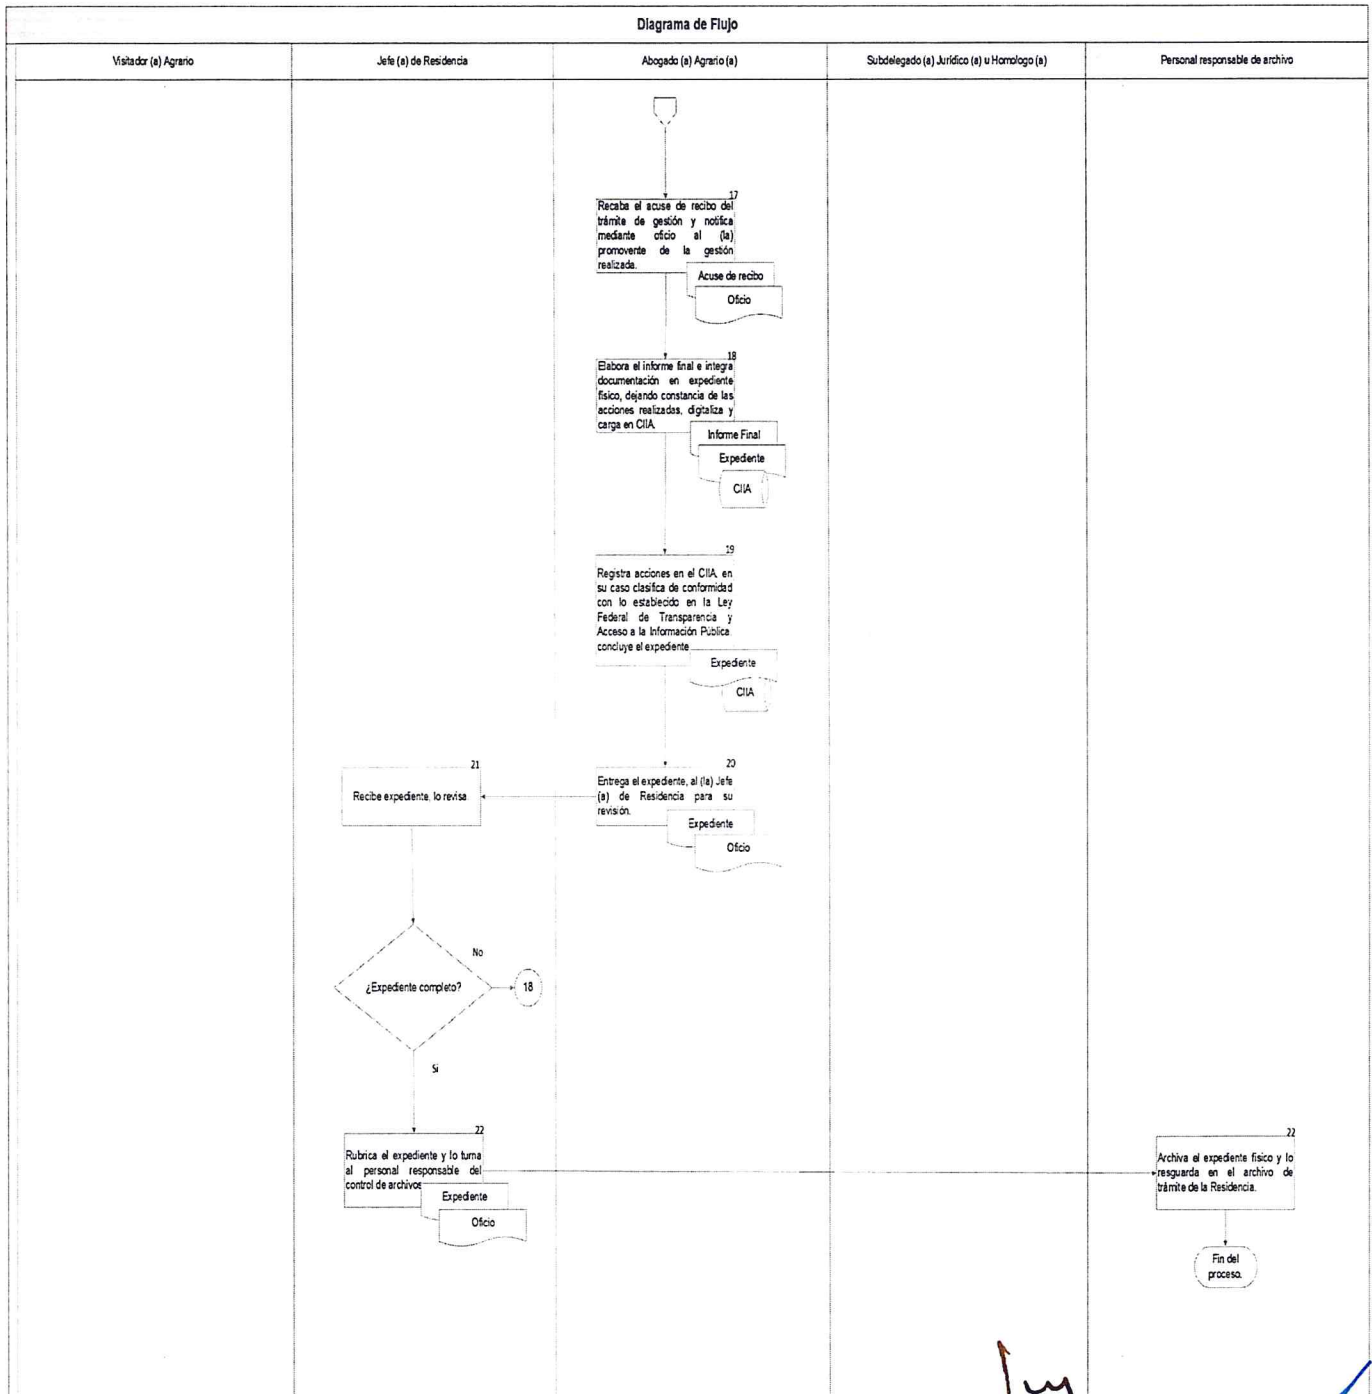 Diagrama de Flujo
Visitador (a) Agrario
Jefe (a) de Residencia
Abogado (a) Agrario (a)
Subdelegado (a) Jurídico (a) u Homologo (a)
Personal responsable de archivo
17
Recaba el acuse de recibo del
trámite de gestión y notifica
mediante oficio al (la)
promovente de la gestión
realizada.
Acuse de recibo
Oficio
18
Elabora el informe final e integra
documentación en expediente
físico, dejando constancia de las
acciones realizadas, digitaliza y
carga en CIIA.
Informe Final
Expediente
CIIA
19
Registra acciones en el CIIA, en
su caso clasifica de conformidad
con lo establecido en la Ley
Federal de Transparencia y
Acceso a la Información Pública
concluye el expediente
Expediente
CIIA
20
Entrega el expediente, al (la) Jefe
(a) de Residencia para su
revisión.
Expediente
Oficio
21
Recibe expediente, lo revisa.
¿Expediente completo?
No
18
Si
22
Rubrica el expediente y lo turna
al personal responsable del
control de archivos
Expediente
Oficio
22
Archiva el expediente físico y lo
resguarda en el archivo de
trámite de la Residencia.
Fin del
proceso.